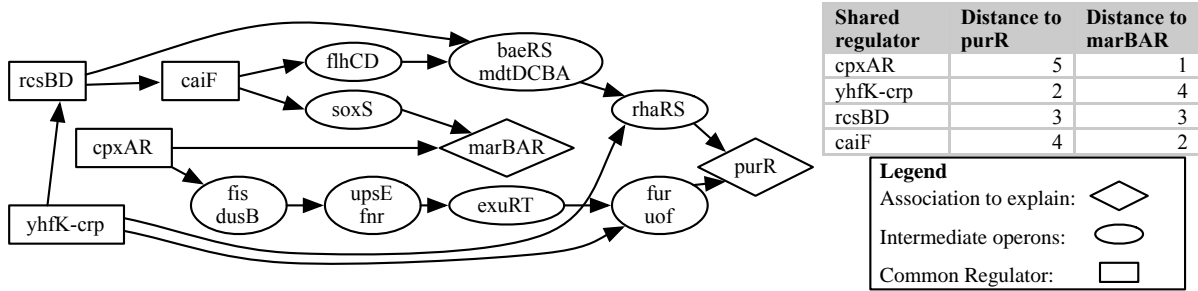 rcsBD
caiF
flhCD
soxS
baeRS
mdtDCBA
rhaRS
cpxAR
marBAR
purR
fis
dusB
upsE
fnr
exuRT
fur
uof
yhfK-crp
Shared regulator Distance to purR Distance to marBAR
cpxAR 5 1
yhfK-crp 2 4
rcsBD 3 3
caiF 4 2
Legend
Association to explain:
Intermediate operons:
Common Regulator: